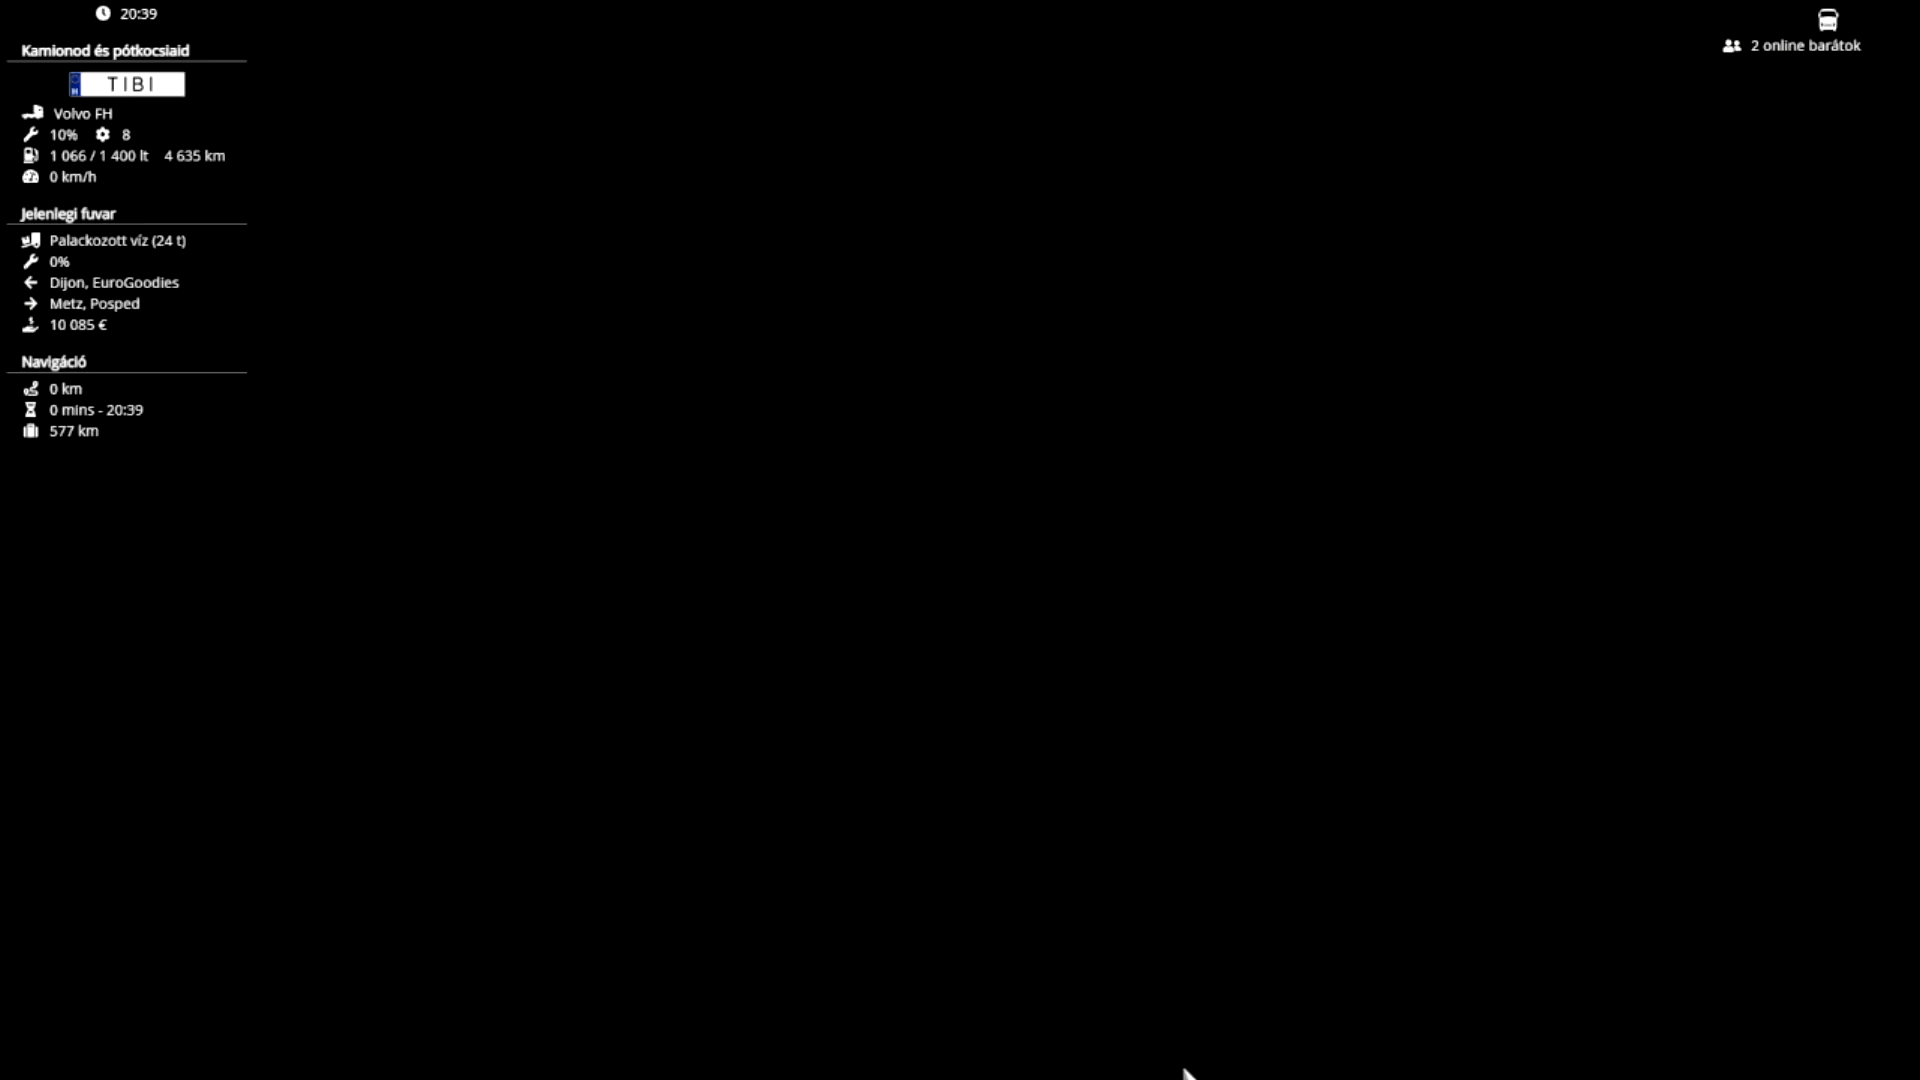 20:39
2 online barátok
Kamionod és pótkocsiaid
H TIBI
Volvo FH
10% 8
1 066 / 1 400 lt 4 635 km
0 km/h
Jelenlegi fuvar
Palackozott víz (24 t)
0%
Dijon, EuroGoodies
Metz, Posped
10 085 €
Navigáció
0 km
0 mins - 20:39
577 km